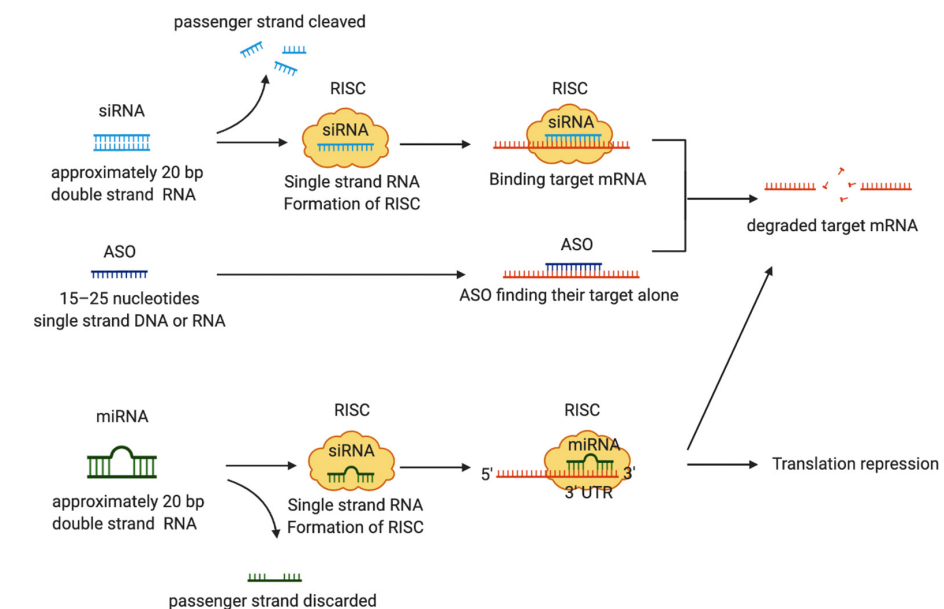 passenger strand cleaved
siRNA
approximately 20 bp
double strand RNA
RISC
siRNA
Single strand RNA
Formation of RISC
RISC
siRNA
Binding target mRNA
degraded target mRNA
ASO
15–25 nucleotides
single strand DNA or RNA
ASO
ASO finding their target alone
miRNA
approximately 20 bp
double strand RNA
RISC
siRNA
Single strand RNA
Formation of RISC
passenger strand discarded
RISC
miRNA
5'
3'
3' UTR
Translation repression